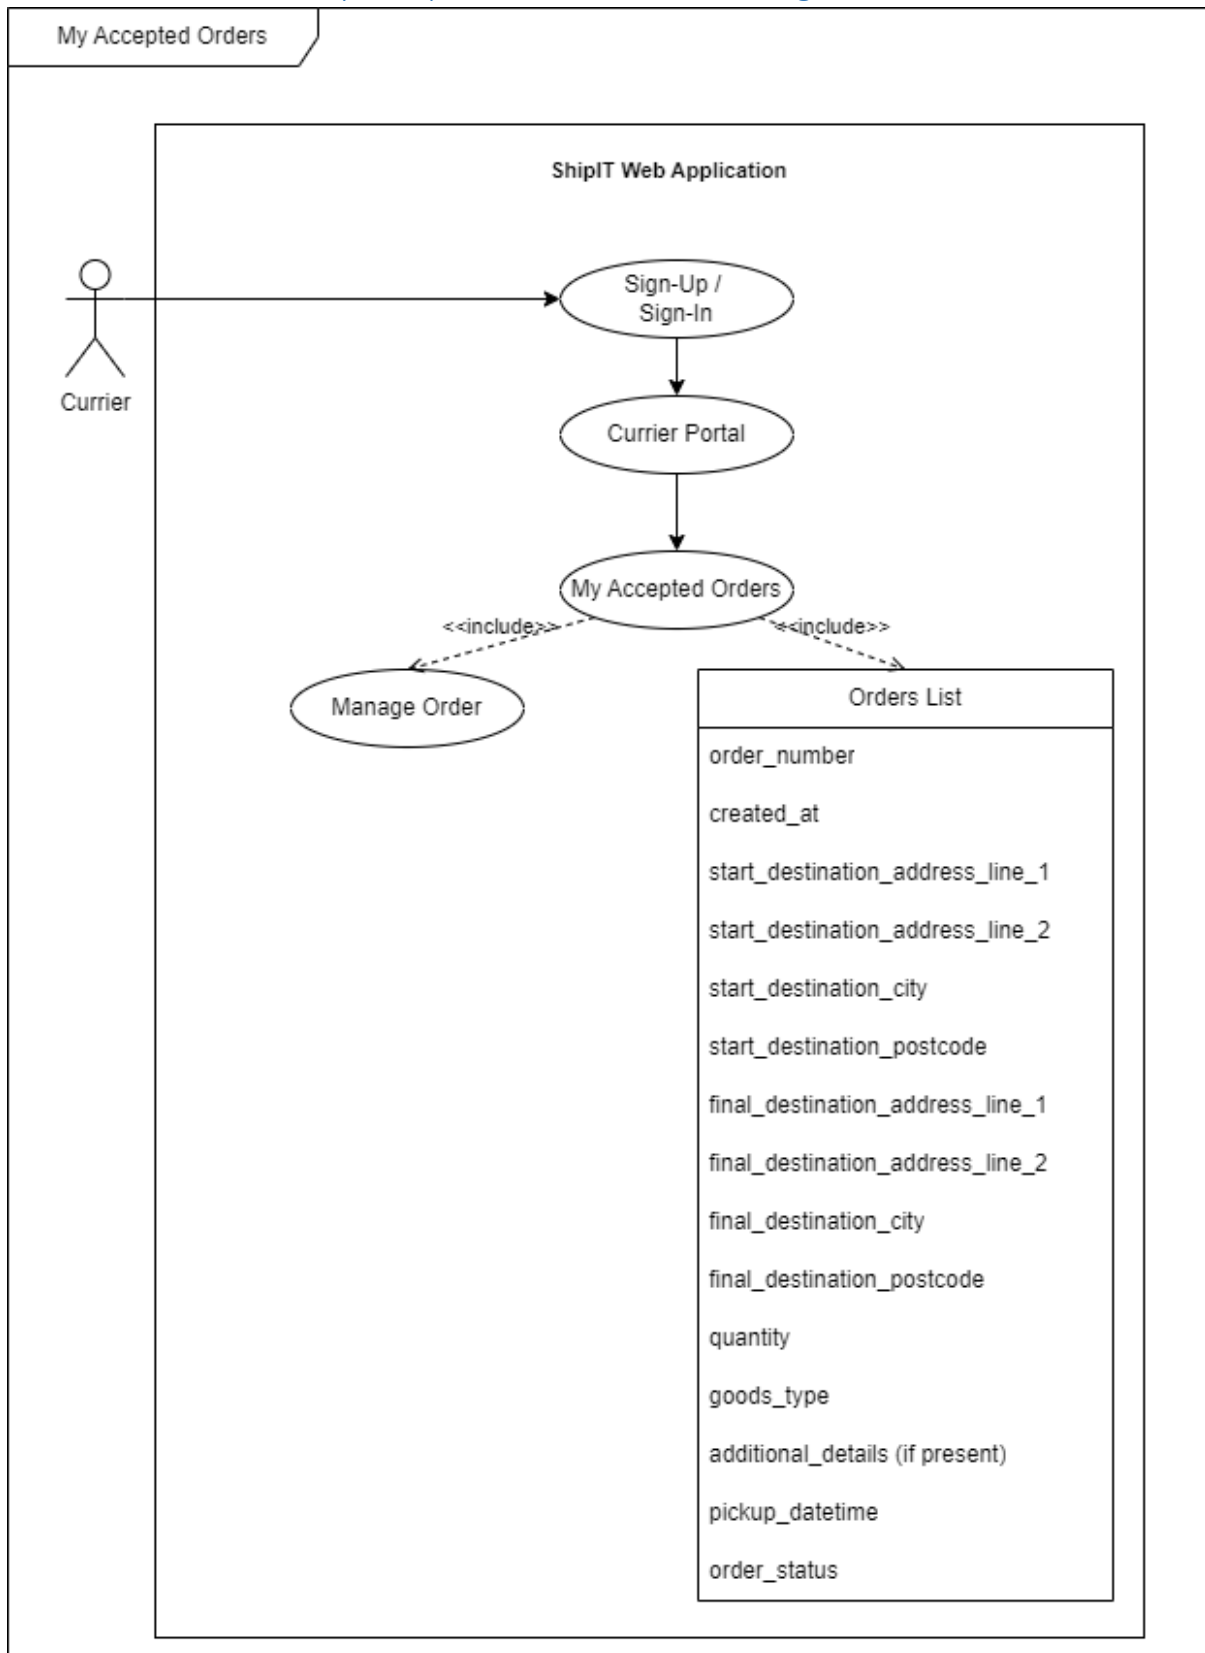 My Accepted Orders
ShipIT Web Application
Sign-Up /
Sign-In
Currier
Currier Portal
My Accepted Orders
<<include>>
<<include>>
Manage Order
Orders List
order_number
created_at
start_destination_address_line_1
start_destination_address_line_2
start_destination_city
start_destination_postcode
final_destination_address_line_1
final_destination_address_line_2
final_destination_city
final_destination_postcode
quantity
goods_type
additional_details (if present)
pickup_datetime
order_status